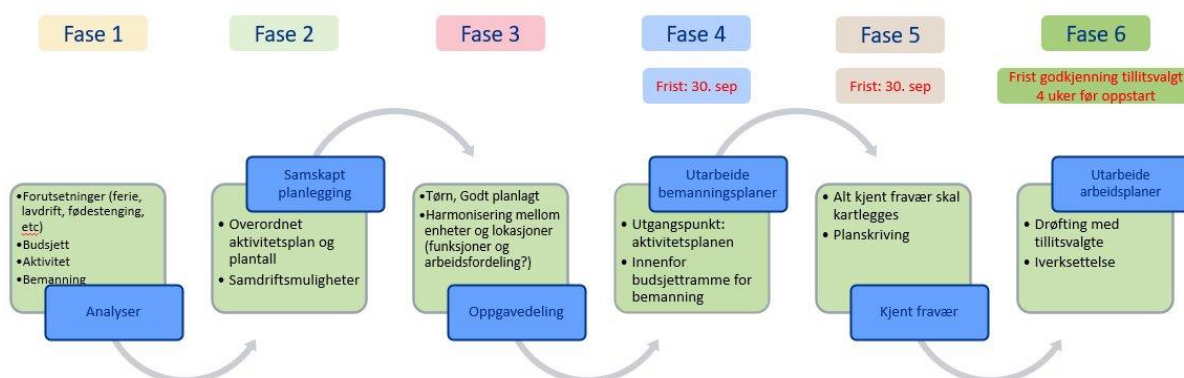 Fase 1
Fase 2
Fase 3
Fase 4
Fase 5
Fase 6
Frist: 30. sep
Frist: 30. sep
Frist godkjenning tillitsvalgt
4 uker før oppstart
•Forutsetninger (ferie,
lavdrift, fødestenging,
etc)
•Budsjett
•Aktivitet
•Bemanning
Analyser
Samskapt
planlegging
• Overordnet
aktivitetsplan og
plantall
• Samdriftsmuligheter
•Tørn, Godt planlagt
•Harmonisering mellom
enheter og lokasjoner
(funksjoner og
arbeidsfordeling?)
Oppgavedeling
Utarbeide
bemanningsplaner
• Utgangspunkt:
aktivitetsplanen
• Innenfor
budsjettramme for
bemanning
• Alt kjent fravær skal
kartlegges
• Planskriving
Kjent fravær
Utarbeide
arbeidsplaner
• Drøfting med
tillitsvalgte
• Iverksettelse